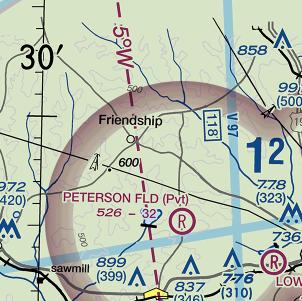 .5°W
30′
500
858
99
(500
118
V 97
Friendship
600
12
972
(420)
778
(323)
PETERSON FLD (Pvt)
526 - 32
500
736
899
(399)
R
R
sawmill
837
(346)
776
(310)
LOW